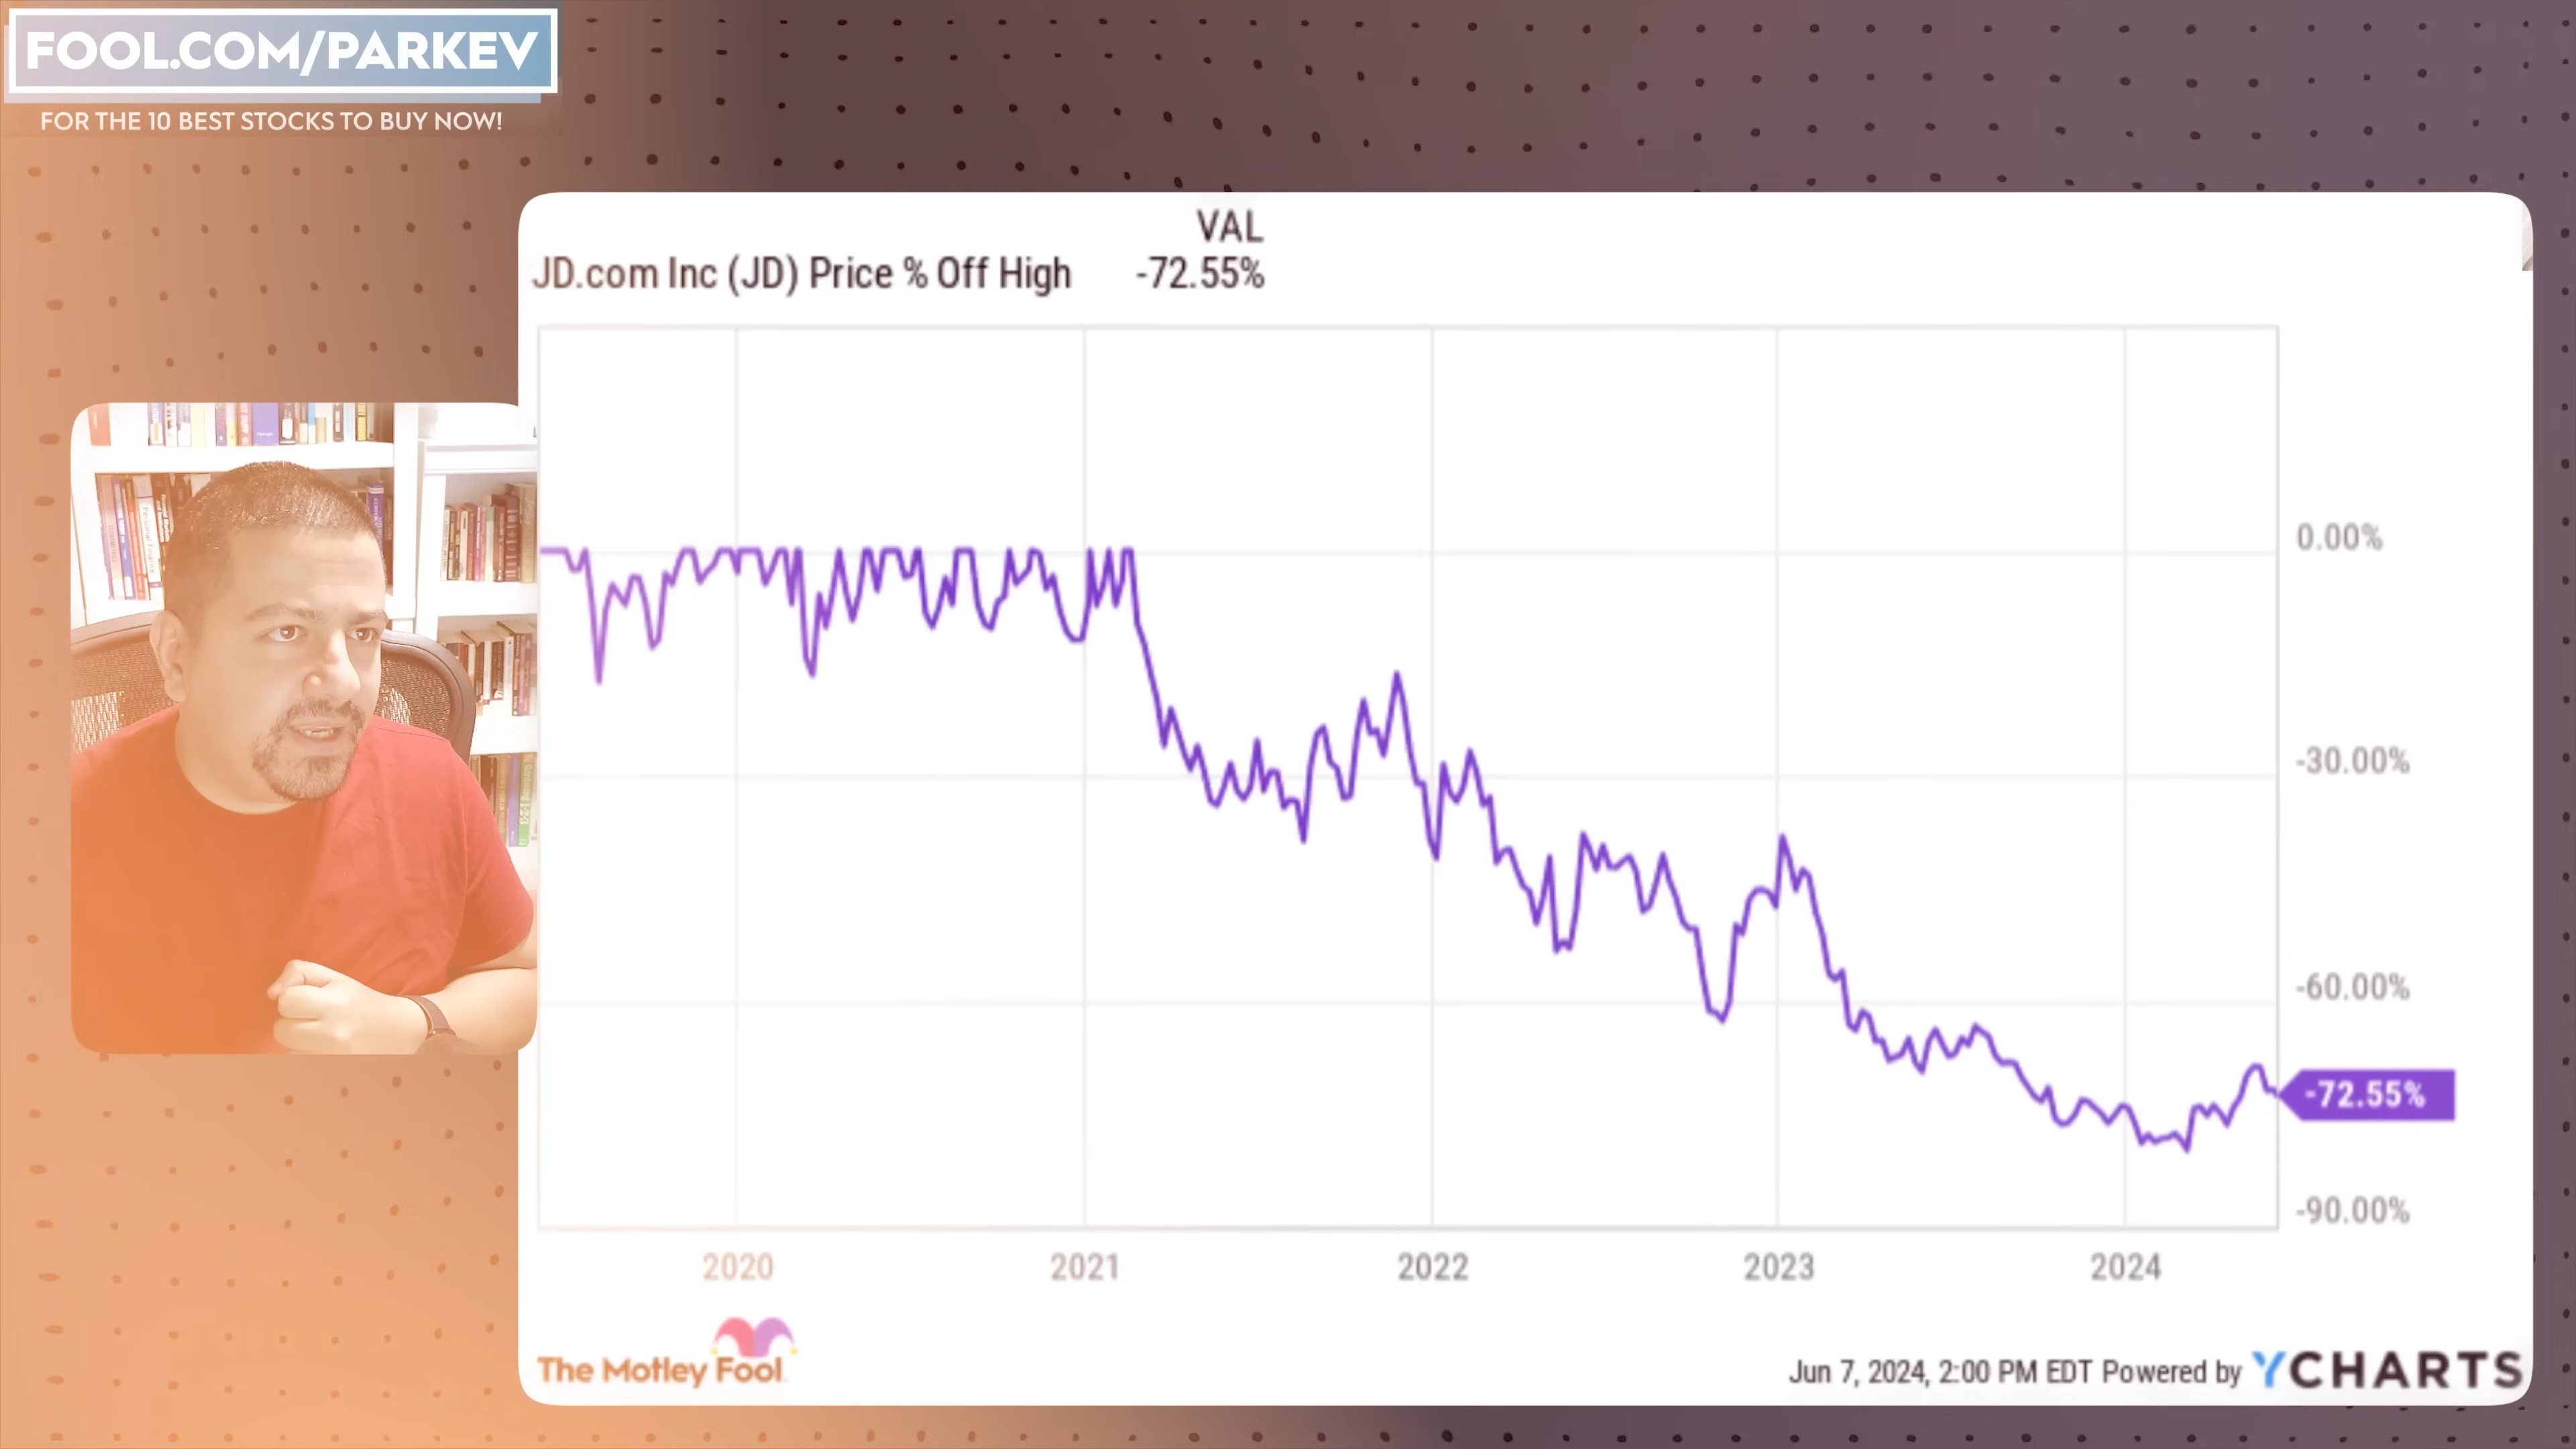 FOOL.COM/PARKEV
FOR THE 10 BEST STOCKS TO BUY NOW!
VAL
JD.com Inc (JD) Price % Off High -72.55%
0.00%
-30.00%
-60.00%
-72.55%
-90.00%
2020 2021 2022 2023 2024
The Motley Fool
Jun 7, 2024, 2:00 PM EDT Powered by YCHARTS